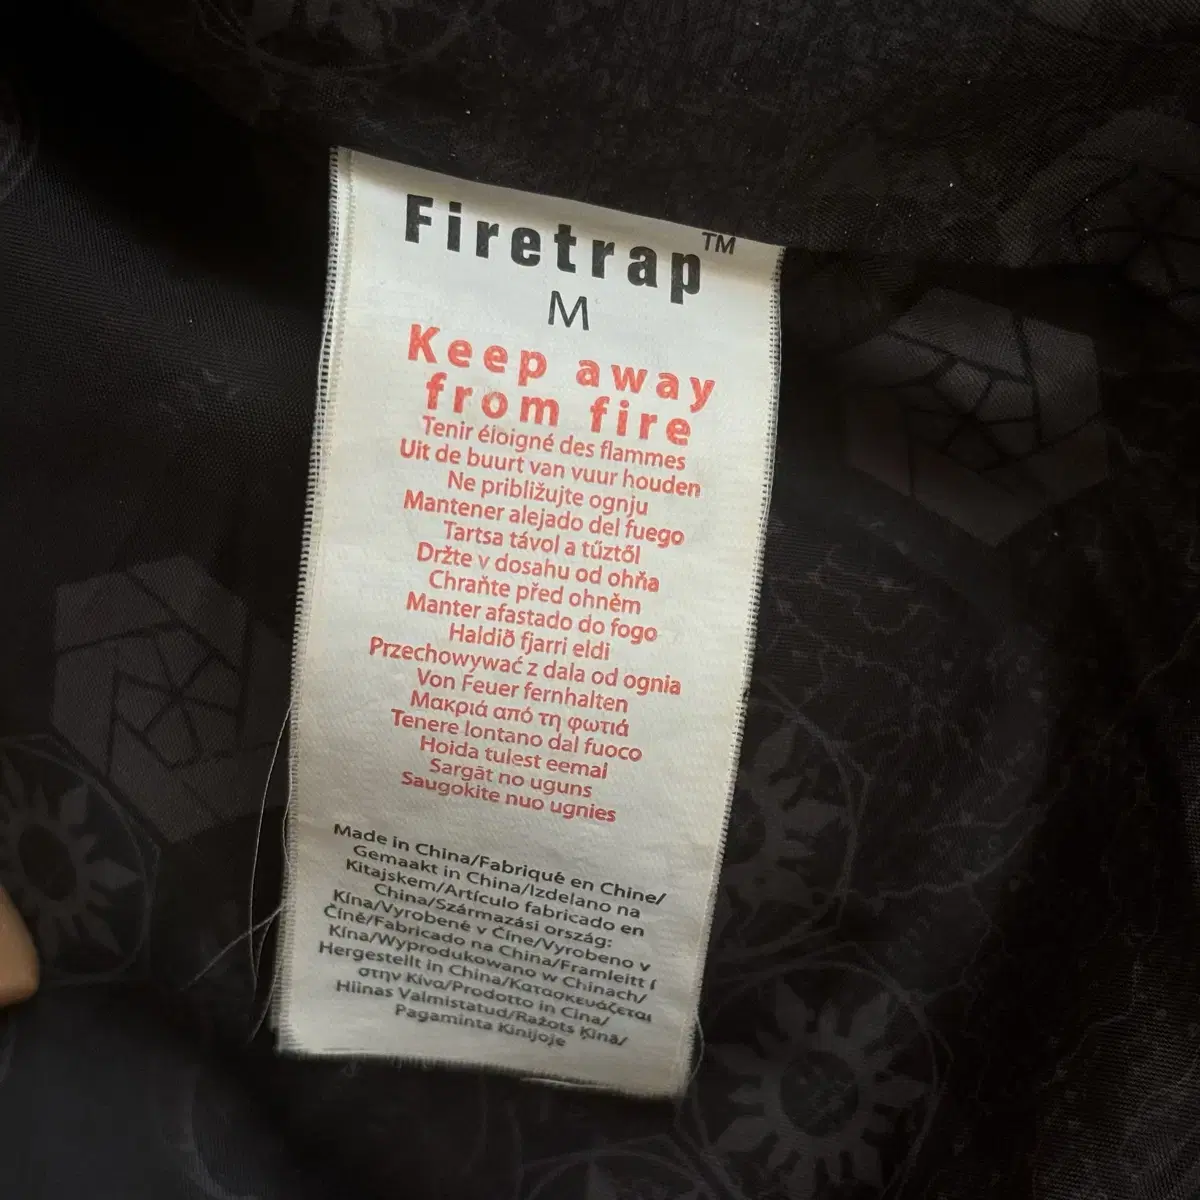 Firetrap™
M
Keep away
from fire
Tenir éloigné des flammes
Uit de buurt van vuur houden
Ne približujte ognju
Mantener alejado del fuego
Tartsa távol a tűztől
Držte v dosahu od ohňa
Chraňte před ohněm
Manter afastado do fogo
Haldið fjarri eldi
Przechowywać z dala od ognia
Von Feuer fernhalten
Μακριά από τη φωτιά
Tenere lontano dal fuoco
Hoida tulest eemal
Sargāt no uguns
Saugokite nuo ugnies
Made in China/Fabriqué en Chine/
Gemaakt in China/Izdelano na
Kitajskem/Artículo fabricado en
China/Származási ország:
Kína/Vyrobené v Číne/Vyrobeno v
Číně/Fabricado na China/Framleitt í
Kína/Wyprodukowano w Chinach/
Hergestellt in China/Κατασκευάζεται
στην Κίνα/Prodotto in Cina/
Hiinas Valmistatud/Ražots Ķīna/
Pagaminta Kinijoje